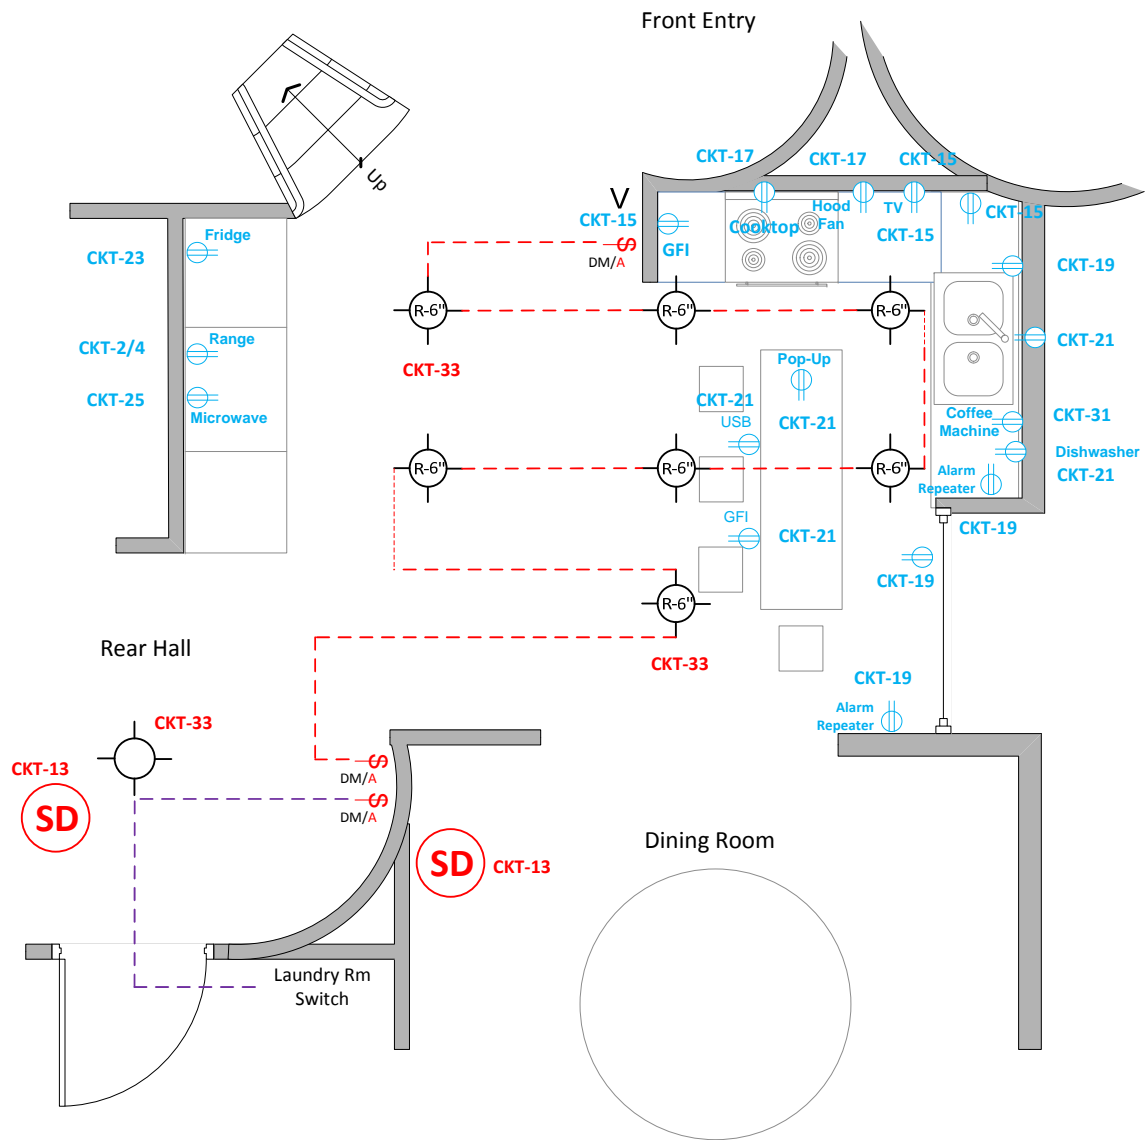 Front Entry
Up
CKT-17
CKT-17
CKT-15
V
CKT-15
S
DM/A
GFI
Cooktop
Hood
Fan
TV
CKT-15
CKT-15
Fridge
CKT-23
CKT-19
R-6"
R-6"
R-6"
CKT-21
CKT-2/4
Range
CKT-33
CKT-25
Microwave
Pop-Up
CKT-21
USB
CKT-21
Coffee
Machine
CKT-31
Dishwasher
CKT-21
R-6"
R-6"
R-6"
Alarm
Repeater
GFI
CKT-21
CKT-19
CKT-19
R-6"
CKT-33
Rear Hall
CKT-19
Alarm
Repeater
CKT-33
CKT-13
SD
S
DM/A
S
DM/A
SD
CKT-13
Dining Room
Laundry Rm
Switch